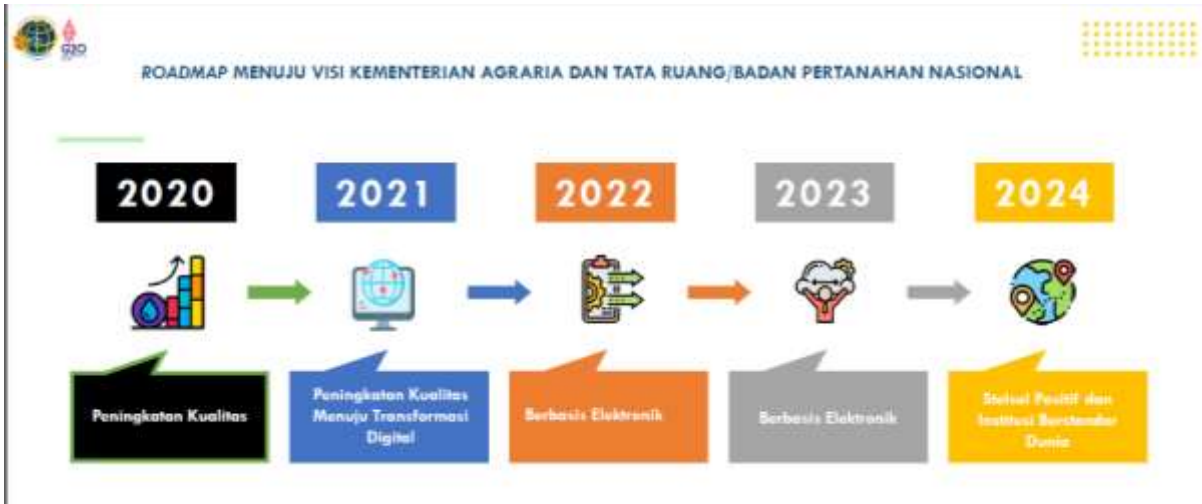 G20
ROADMAP MENUJU VISI KEMENTERIAN AGRARIA DAN TATA RUANG/BADAN PERTANAHAN NASIONAL
2020
2021
2022
2023
2024
Peningkatan Kualitas
Peningkatan Kualitas
Menuju Transformasi
Digital
Berbasis Elektronik
Berbasis Elektronik
Stelsel Positif dan
Institusi Berstandar
Dunia